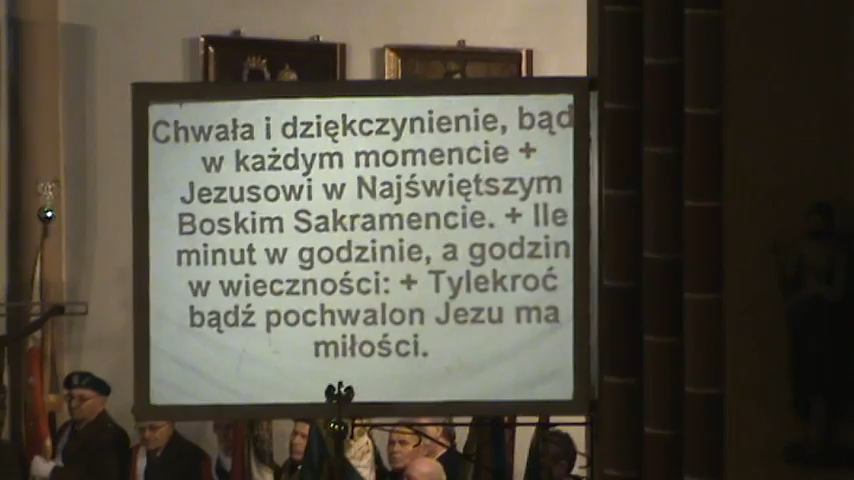 Chwała i dziękczynienie, bąd
w każdym momencie +
Jezusowi w Najświętszym
Boskim Sakramencie. + Ile
minut w godzinie, a godzin
w wieczności: + Tylekroć
bądź pochwalon Jezu ma
miłości.